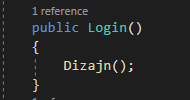 1 reference
public Login()
{
Dizajn();
}